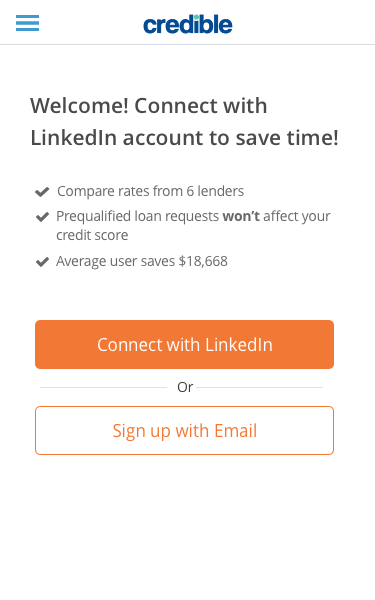 credible
Welcome! Connect with
LinkedIn account to save time!
Compare rates from 6 lenders
Prequalified loan requests won't affect your
credit score
Average user saves $18,668
Connect with LinkedIn
Or
Sign up with Email